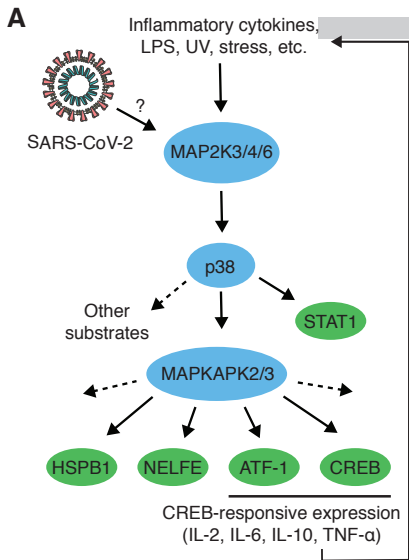 A
Inflammatory cytokines,
LPS, UV, stress, etc.
?
SARS-CoV-2
MAP2K3/4/6
p38
Other
substrates
STAT1
MAPKAPK2/3
HSPB1
NELFE
ATF-1
CREB
CREB-responsive expression
(IL-2, IL-6, IL-10, TNF-α)